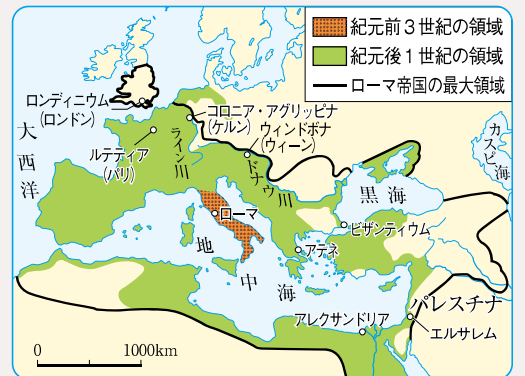 紀元前３世紀の領域
紀元後１世紀の領域
ローマ帝国の最大領域
ロンディニウム
(ロンドン)
コロニア・アグリッピナ
(ケルン)
ウィンドボナ
(ウィーン)
ルテティア
(パリ)
ライン川
ドナウ川
大西洋
カスピ海
黒海
ローマ
ビザンティウム
アテネ
地中海
パレスチナ
アレクサンドリア
エルサレム
0
1000km